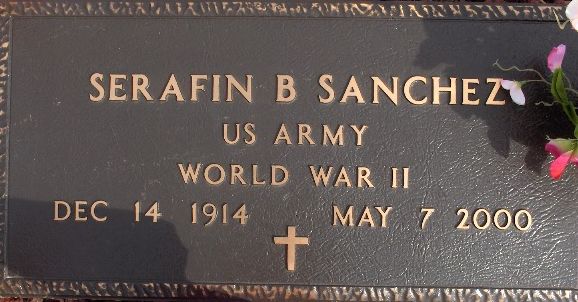 SERAFIN B SANCHEZ
US ARMY
WORLD WAR II
DEC 14 1914 MAY 7 2000